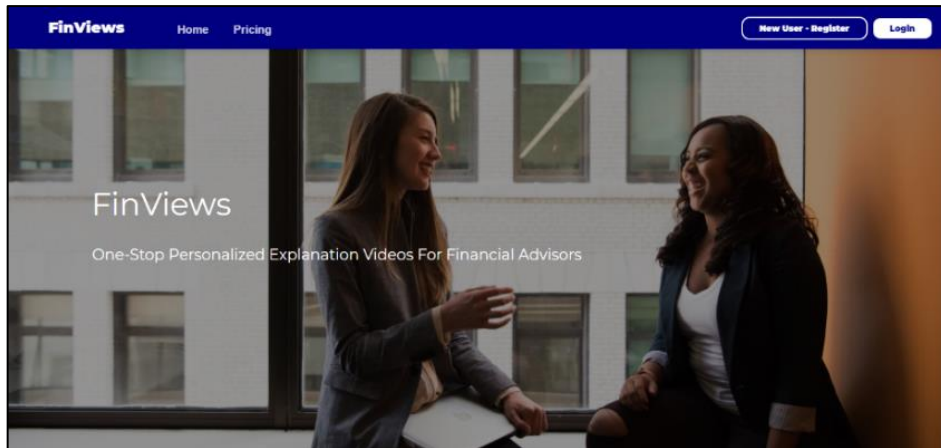 FinViews
Home
Pricing
New User - Register
Login
FinViews
One-Stop Personalized Explanation Videos For Financial Advisors